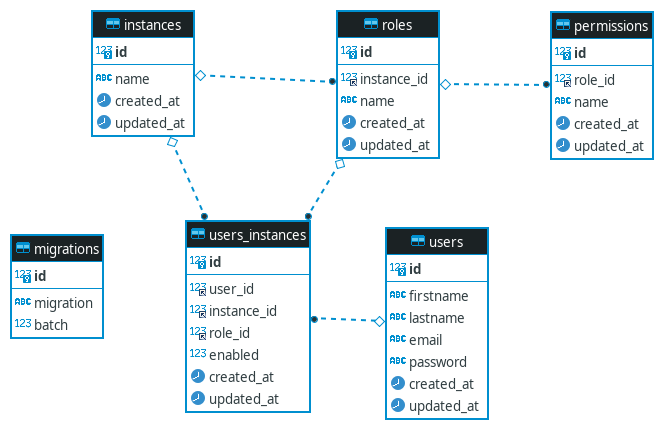 instances
123 id
ABC name
created_at
updated_at
roles
123 id
123 instance_id
ABC name
created_at
updated_at
permissions
123 id
123 role_id
ABC name
created_at
updated_at
migrations
123 id
ABC migration
123 batch
users_instances
123 id
123 user_id
123 instance_id
123 role_id
123 enabled
created_at
updated_at
users
123 id
ABC firstname
ABC lastname
ABC email
ABC password
created_at
updated_at